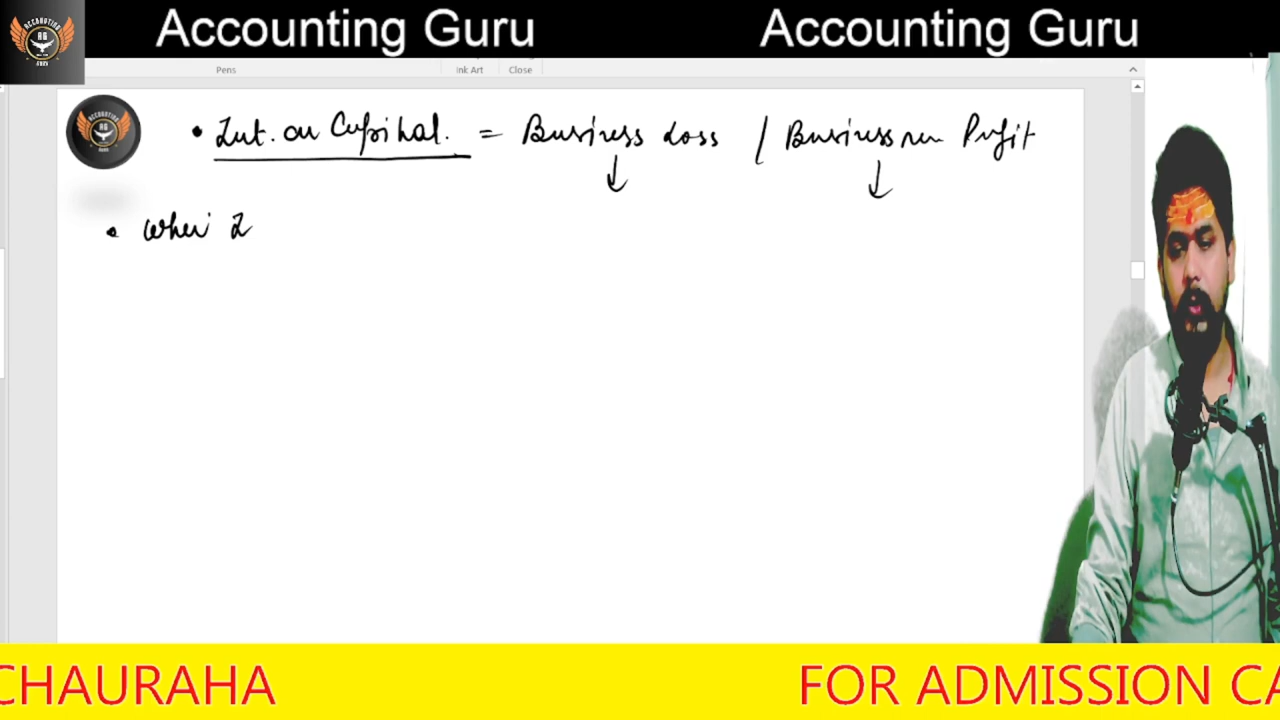 Accounting Guru Accounting Guru
Pens Ink Art Close
• Int. on Capital. = Business Loss / Business Profit
• When I
CHAURAHA FOR ADMISSION CA